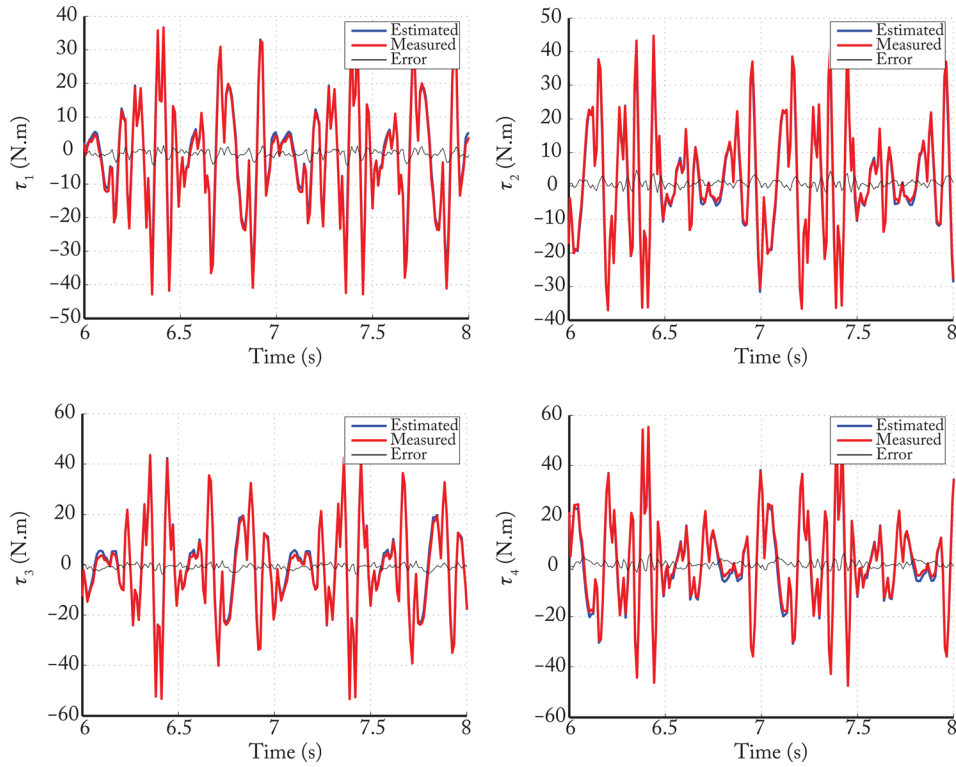 40
30
20
10
0
−10
−20
−30
−40
−50
τ1 (N.m)
6
6.5
7
7.5
8
Time (s)
Estimated
Measured
Error
50
40
30
20
10
0
−10
−20
−30
−40
τ2 (N.m)
6
6.5
7
7.5
8
Time (s)
Estimated
Measured
Error
60
40
20
0
−20
−40
−60
τ3 (N.m)
6
6.5
7
7.5
8
Time (s)
Estimated
Measured
Error
60
40
20
0
−20
−40
−60
τ4 (N.m)
6
6.5
7
7.5
8
Time (s)
Estimated
Measured
Error